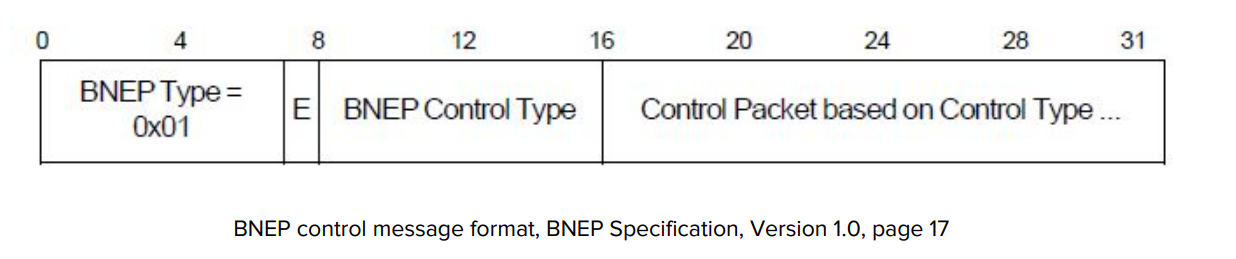 0 4 8 12 16 20 24 28 31
BNEP Type =
0x01
E
BNEP Control Type
Control Packet based on Control Type ...
BNEP control message format, BNEP Specification, Version 1.0, page 17